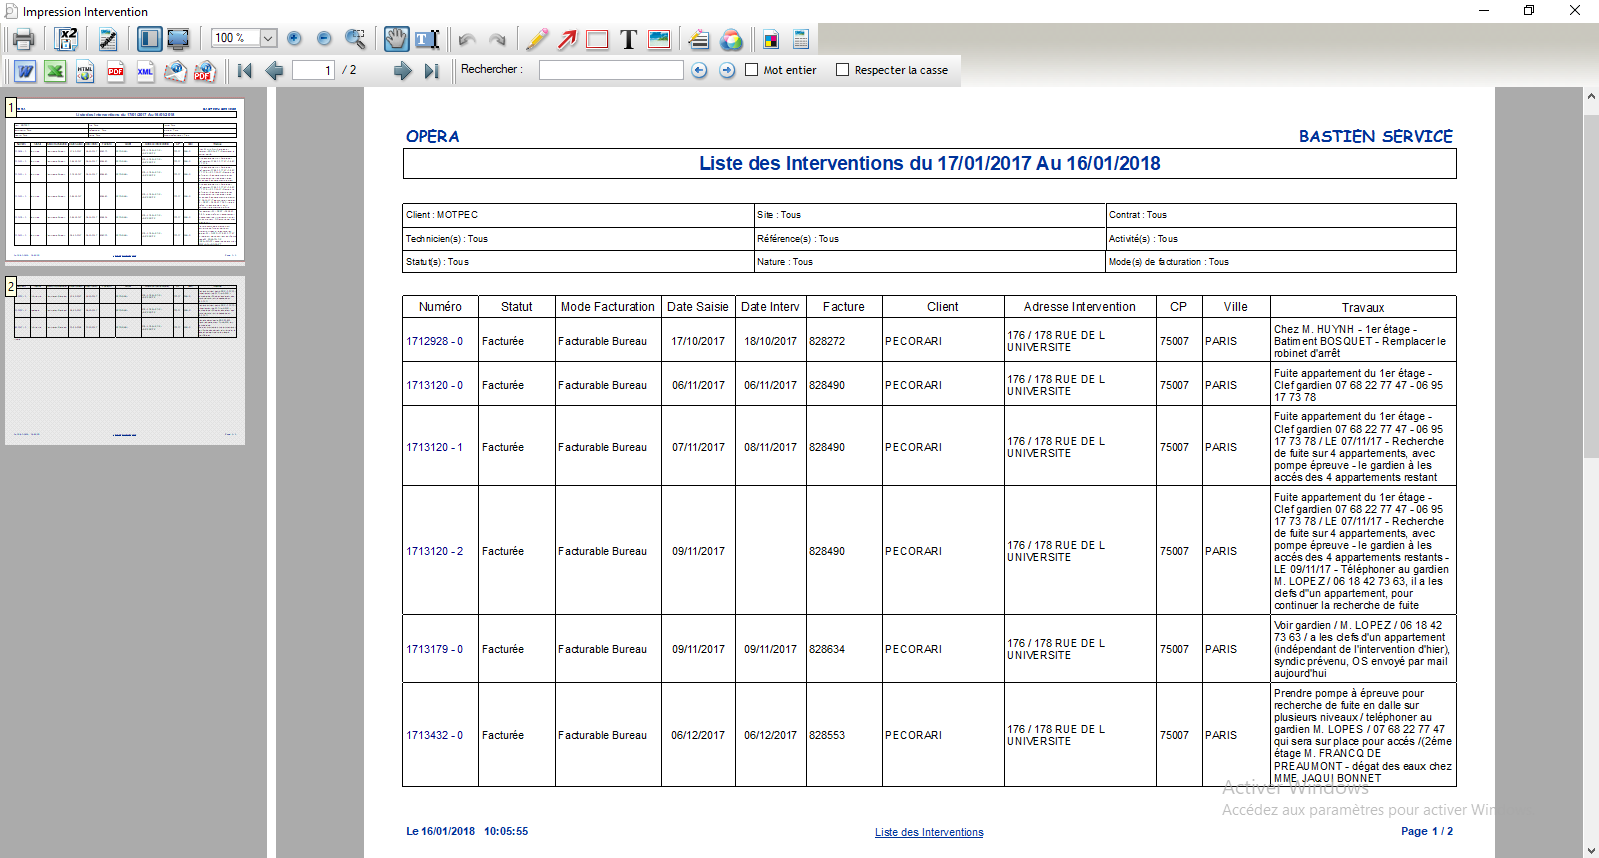 Impression Intervention
100 %
1 / 2
Rechercher :
Mot entier
Respecter la casse
1
2
OPERA
BASTIEN SERVICE
Liste des Interventions du 17/01/2017 Au 16/01/2018
Client : MOTPEC Site : Tous Contrat : Tous
Technicien(s) : Tous Référence(s) : Tous Activité(s) : Tous
Statut(s) : Tous Nature : Tous Mode(s) de facturation : Tous
Numéro Statut Mode Facturation Date Saisie Date Interv Facture Client Adresse Intervention CP Ville Travaux
1712928 - 0 Facturée Facturable Bureau 17/10/2017 18/10/2017 828272 PECORARI 176 / 178 RUE DE L
UNIVERSITE
75007 PARIS
Chez M. HUYNH - 1er étage -
Batiment BOSQUET - Remplacer le
robinet d'arrêt
1713120 - 0 Facturée Facturable Bureau 06/11/2017 06/11/2017 828490 PECORARI 176 / 178 RUE DE L
UNIVERSITE
75007 PARIS
Fuite appartement du 1er étage -
Clef gardien 07 68 22 77 47 - 06 95
17 73 78
1713120 - 1 Facturée Facturable Bureau 07/11/2017 08/11/2017 828490 PECORARI 176 / 178 RUE DE L
UNIVERSITE
75007 PARIS
Fuite appartement du 1er étage -
Clef gardien 07 68 22 77 47 - 06 95
17 73 78 / LE 07/11/17 - Recherche
de fuite sur 4 appartements, avec
pompe épreuve - le gardien à les
accés des 4 appartements restant
1713120 - 2 Facturée Facturable Bureau 09/11/2017 828490 PECORARI 176 / 178 RUE DE L
UNIVERSITE
75007 PARIS
Fuite appartement du 1er étage -
Clef gardien 07 68 22 77 47 - 06 95
17 73 78 / LE 07/11/17 - Recherche
de fuite sur 4 appartements, avec
pompe épreuve - le gardien à les
accés des 4 appartements restants -
LE 09/11/17 - Téléphoner au gardien
M. LOPEZ / 06 18 42 73 63, il a les
clefs d''un appartement, pour
continuer la recherche de fuite
1713179 - 0 Facturée Facturable Bureau 09/11/2017 09/11/2017 828634 PECORARI 176 / 178 RUE DE L
UNIVERSITE
75007 PARIS
Voir gardien / M. LOPEZ / 06 18 42
73 63 / a les clefs d'un appartement
(indépendant de l'intervention d'hier),
syndic prévenu, OS envoyé par mail
aujourd'hui
1713432 - 0 Facturée Facturable Bureau 06/12/2017 06/12/2017 828553 PECORARI 176 / 178 RUE DE L
UNIVERSITE
75007 PARIS
Prendre pompe à épreuve pour
recherche de fuite en dalle sur
plusieurs niveaux / teléphoner au
gardien M. LOPES / 07 68 22 77 47
qui sera sur place pour accés /(2éme
étage M. FRANCQ DE
PREAUMONT - dégat des eaux chez
MME JAQUI BONNET
Activer Windows
Accédez aux paramètres pour activer Win
Le 16/01/2018 10:05:55
Liste des Interventions
Page 1 / 2